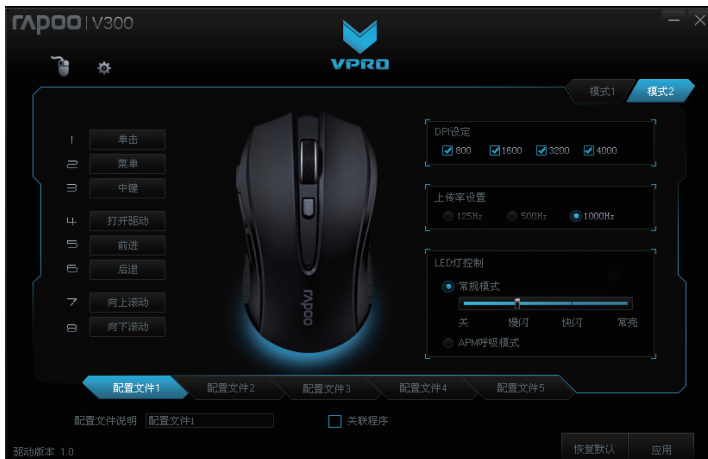 rapoo | V300
VPRO
模式1 模式2
1 单击
2 菜单
3 中键
4 打开驱动
5 前进
6 后退
7 向上滚动
8 向下滚动
rapoo
DPI设定
800 1600 3200 4000
上传率设置
125Hz 500Hz 1000Hz
LED灯控制
常规模式
关 慢闪 快闪 常亮
APM呼吸模式
配置文件1 配置文件2 配置文件3 配置文件4 配置文件5
配置文件说明 配置文件1 关联程序
驱动版本 1.0 恢复默认 应用